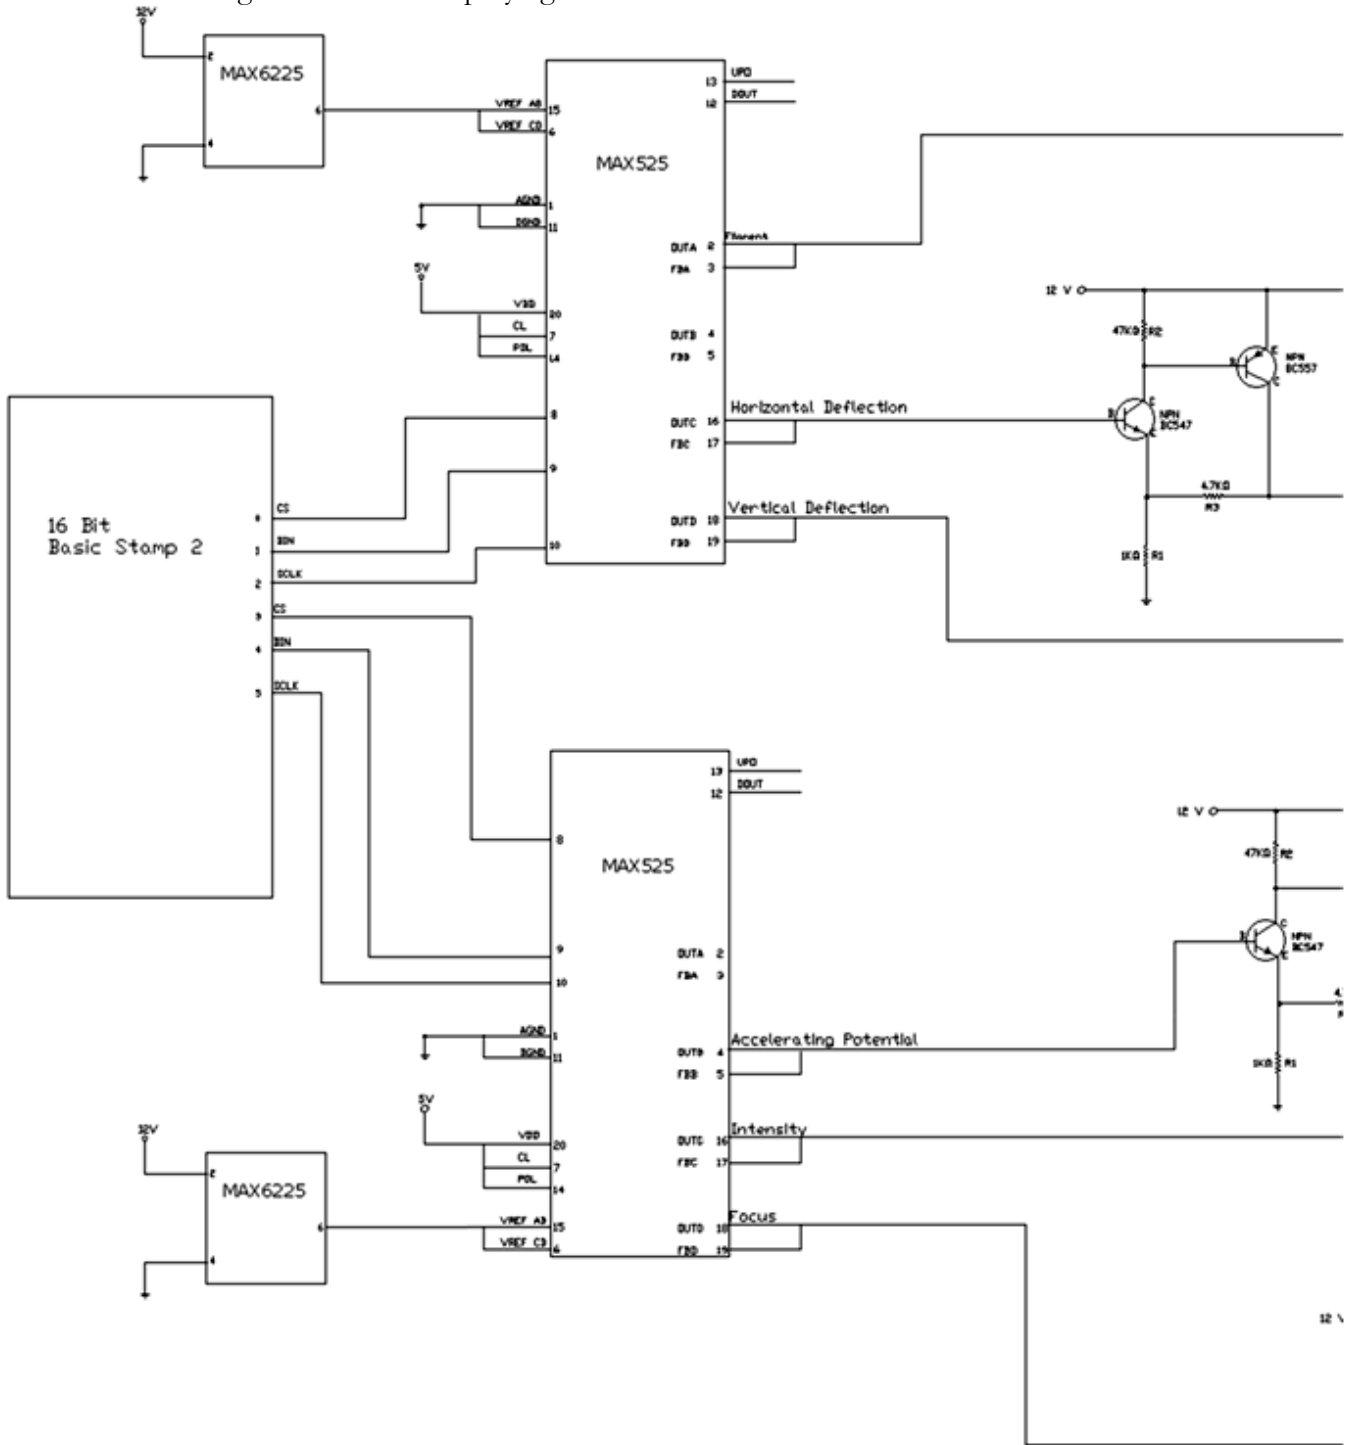 12V
2
MAX6225
6
4
VREF AB 15
VREF CD 6
MAX525
13 UPO
12 DOUT
AGND 1
DGND 11
5V
VDD 20
CL 7
PDL 14
OUTA 2
FBA 3
OUTB 4
FBB 5
Horizontal Deflection
OUTC 16
FBC 17
Vertical Deflection
OUTD 18
FBD 19
8
9
10
12 V
47KΩ R2
B
C
E
NPN
BC547
B
E
C
NPN
BC557
4.7KΩ
R3
1KΩ R1
16 Bit
Basic Stamp 2
0 CS
1 DIN
2 SCLK
3 CS
4 DIN
5 SCLK
MAX525
13 UPO
12 DOUT
8
9
10
OUTA 2
FBA 3
AGND 1
DGND 11
Accelerating Potential
OUTB 4
FBB 5
5V
VDD 20
CL 7
PDL 14
Intensity
OUTC 16
FBC 17
VREF AB 15
VREF CD 6
Focus
OUTD 18
FBD 19
12V
2
MAX6225
6
4
12 V
47KΩ R2
B
C
E
NPN
BC547
1KΩ R1
12 V